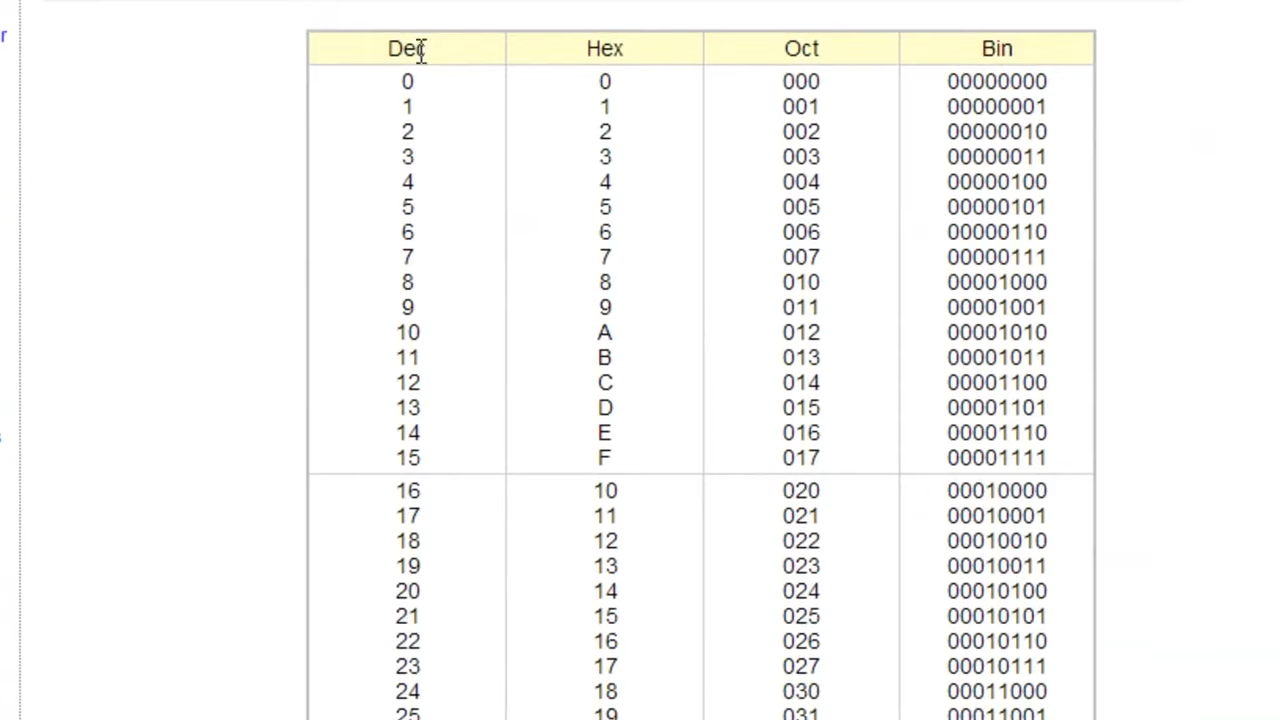 r
Dec Hex Oct Bin
0 0 000 00000000
1 1 001 00000001
2 2 002 00000010
3 3 003 00000011
4 4 004 00000100
5 5 005 00000101
6 6 006 00000110
7 7 007 00000111
8 8 010 00001000
9 9 011 00001001
10 A 012 00001010
11 B 013 00001011
12 C 014 00001100
13 D 015 00001101
14 E 016 00001110
15 F 017 00001111
16 10 020 00010000
17 11 021 00010001
18 12 022 00010010
19 13 023 00010011
20 14 024 00010100
21 15 025 00010101
22 16 026 00010110
23 17 027 00010111
24 18 030 00011000
25 19 031 00011001